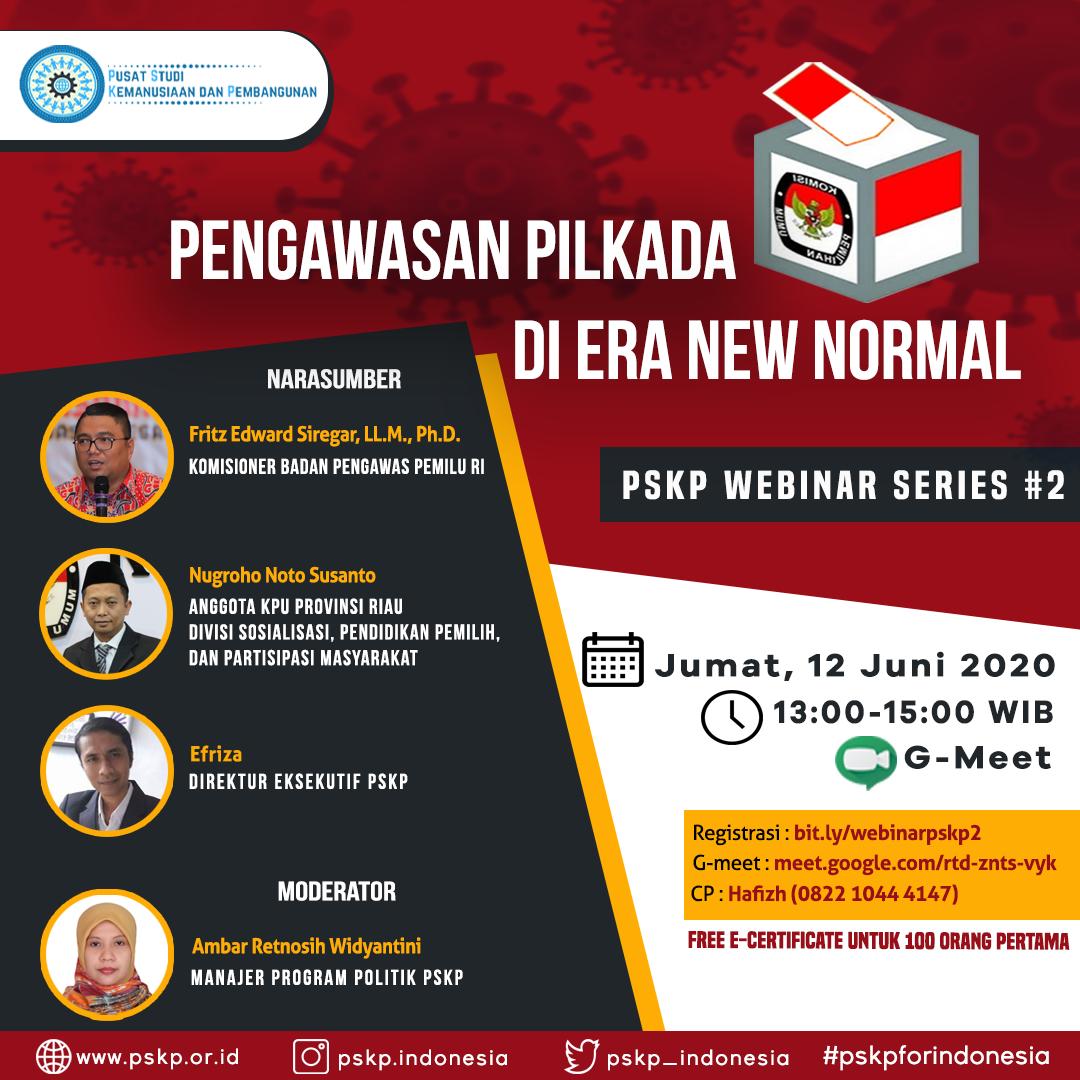 PUSAT STUDI
KEMANUSIAAN DAN PEMBANGUNAN
KOMISI
PEMILIHAN
UMUM
PENGAWASAN PILKADA
DI ERA NEW NORMAL
PSKP WEBINAR SERIES #2
NARASUMBER
Fritz Edward Siregar, LL.M., Ph.D.
KOMISIONER BADAN PENGAWAS PEMILU RI
UMUM
Nugroho Noto Susanto
ANGGOTA KPU PROVINSI RIAU
DIVISI SOSIALISASI, PENDIDIKAN PEMILIH,
DAN PARTISIPASI MASYARAKAT
Efriza
DIREKTUR EKSEKUTIF PSKP
MODERATOR
Ambar Retnosih Widyantini
MANAJER PROGRAM POLITIK PSKP
Jumat, 12 Juni 2020
13:00-15:00 WIB
G-Meet
Registrasi : bit.ly/webinarpskp2
G-meet : meet.google.com/rtd-znts-vyk
CP : Hafizh (0822 1044 4147)
FREE E-CERTIFICATE UNTUK 100 ORANG PERTAMA
www.pskp.or.id
pskp.indonesia
pskp_indonesia
#pskpforindonesia